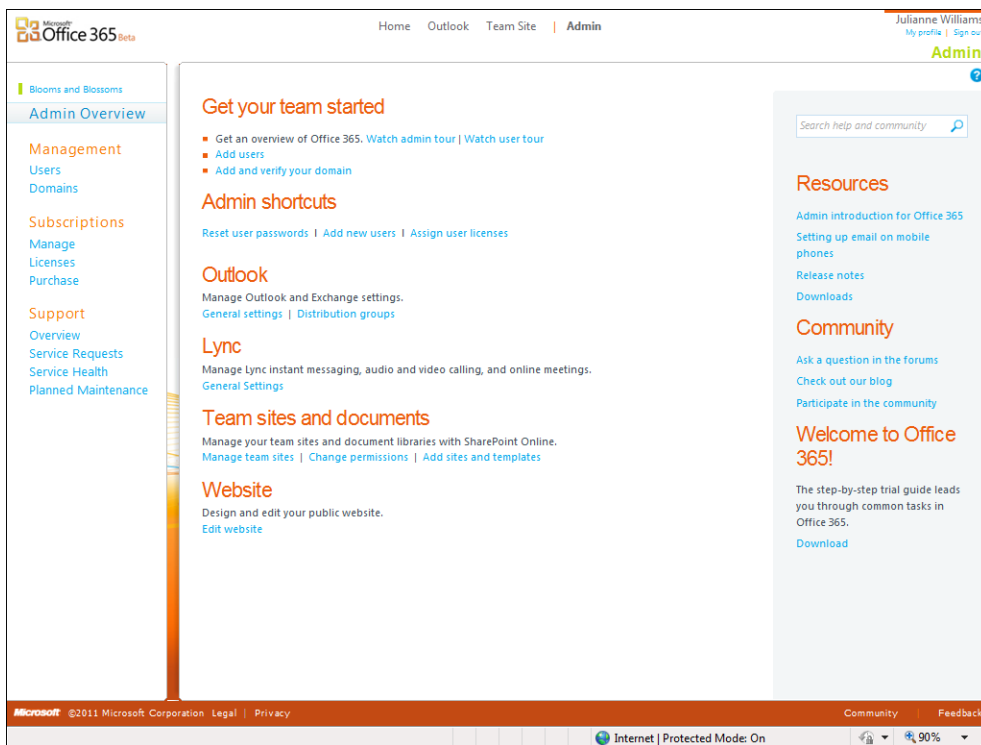 Microsoft
Office 365 Beta
Home Outlook Team Site | Admin
Julianne Williams
My profile | Sign out
Admin
Blooms and Blossoms
Admin Overview
Management
Users
Domains
Subscriptions
Manage
Licenses
Purchase
Support
Overview
Service Requests
Service Health
Planned Maintenance
Get your team started
Get an overview of Office 365. Watch admin tour | Watch user tour
Add users
Add and verify your domain
Admin shortcuts
Reset user passwords | Add new users | Assign user licenses
Outlook
Manage Outlook and Exchange settings.
General settings | Distribution groups
Lync
Manage Lync instant messaging, audio and video calling, and online meetings.
General Settings
Team sites and documents
Manage your team sites and document libraries with SharePoint Online.
Manage team sites | Change permissions | Add sites and templates
Website
Design and edit your public website.
Edit website
?
Search help and community
Resources
Admin introduction for Office 365
Setting up email on mobile
phones
Release notes
Downloads
Community
Ask a question in the forums
Check out our blog
Participate in the community
Welcome to Office
365!
The step-by-step trial guide leads
you through common tasks in
Office 365.
Download
Microsoft ©2011 Microsoft Corporation Legal | Privacy
Community | Feedback
Internet | Protected Mode: On
90%